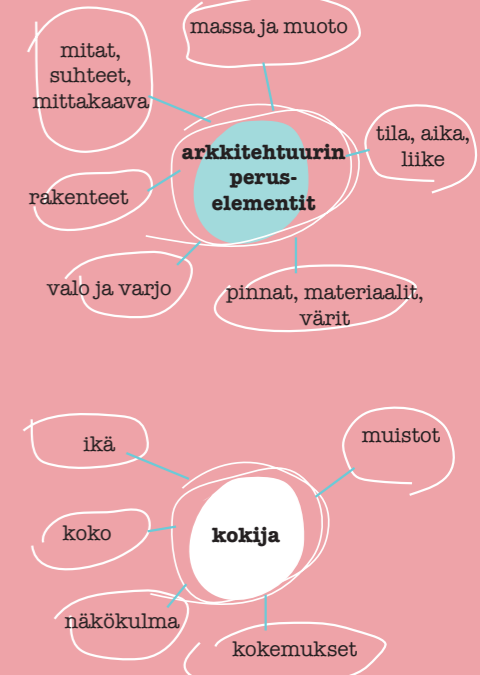 massa ja muoto
mitat,
suhteet,
mittakaava
tila, aika,
liike
arkkitehtuurin
perus-
elementit
rakenteet
valo ja varjo
pinnat, materiaalit,
värit
ikä
muistot
koko
kokija
näkökulma
kokemukset